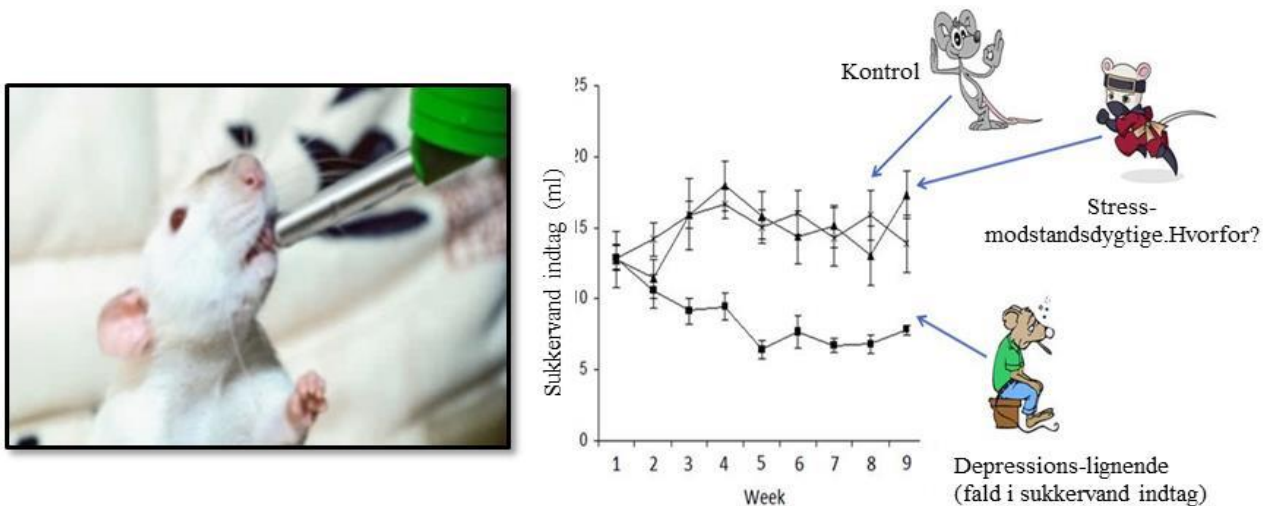 Kontrol
Stress-
modstandsdygtige.Hvorfor?
Sukkervand indtag (ml)
25
20
15
10
5
0
1 2 3 4 5 6 7 8 9
Week
Depressions-lignende
(fald i sukkervand indtag)